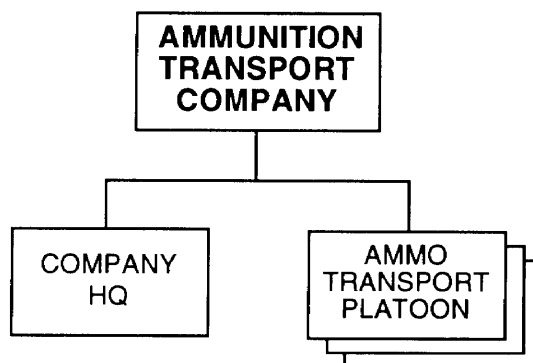 AMMUNITION
TRANSPORT
COMPANY
COMPANY
HQ
AMMO
TRANSPORT
PLATOON